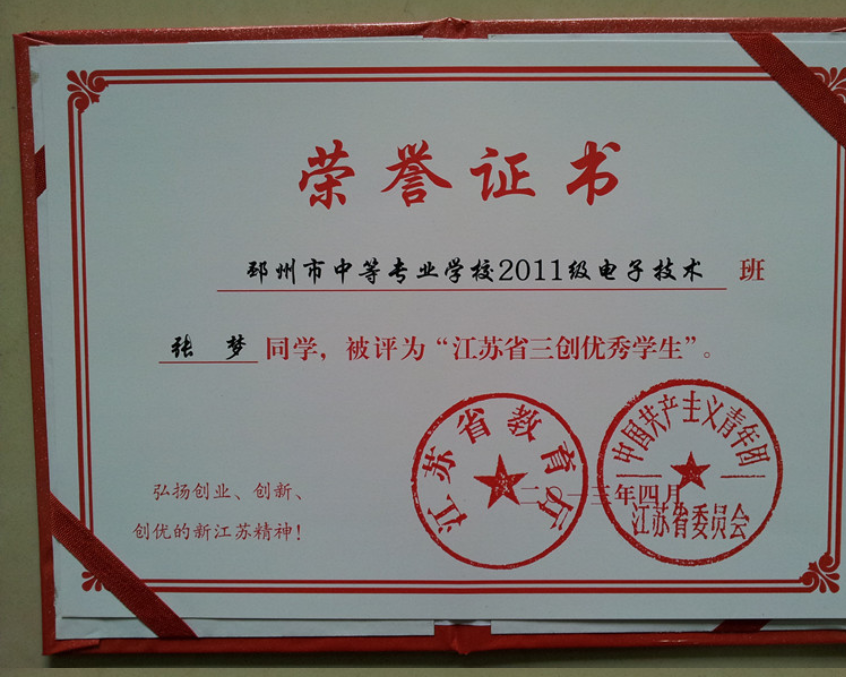 荣誉证书
邳州市中等专业学校2011级电子技术 班
张 梦 同学，被评为“江苏省三创优秀学生”。
江苏省教育厅
中国共产主义青年团
江苏省委员会
二〇一三年四月
弘扬创业、创新、
创优的新江苏精神！